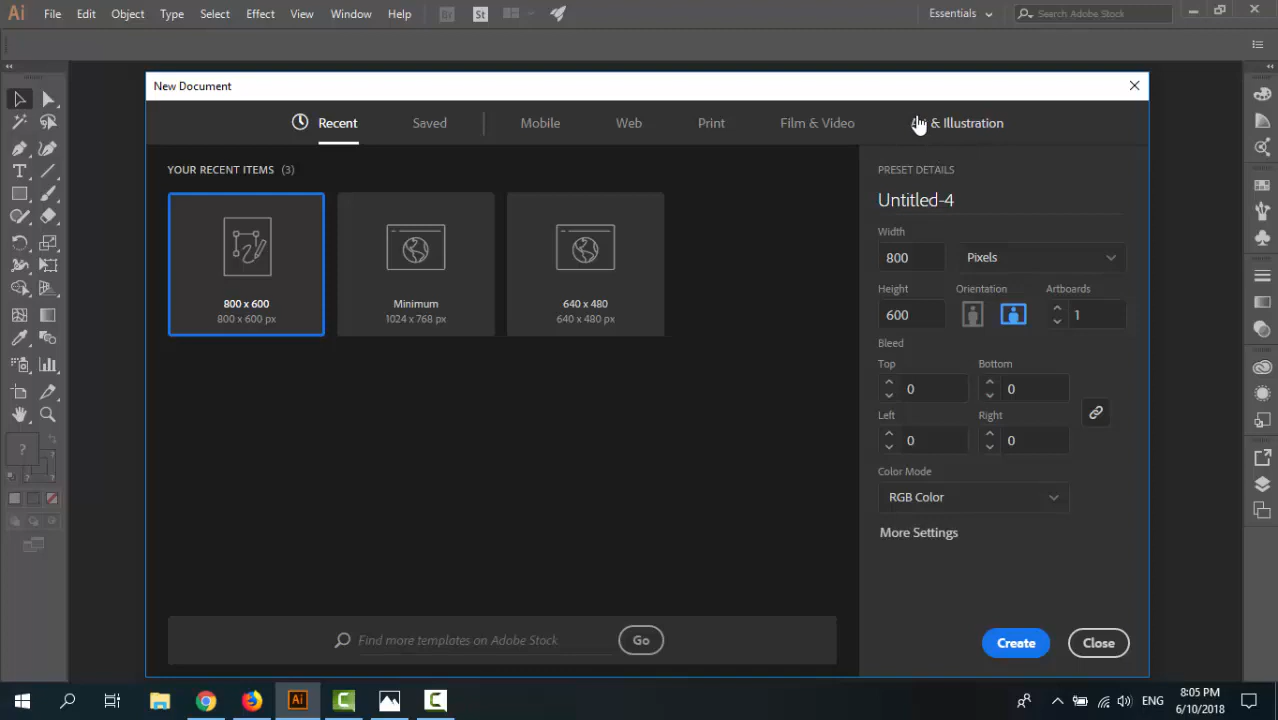 Ai File Edit Object Type Select Effect View Window Help Br St Essentials Search Adobe Stock
New Document
Recent Saved Mobile Web Print Film & Video & Illustration
YOUR RECENT ITEMS (3)
800 x 600
800 x 600 px
Minimum
1024 x 768 px
640 x 480
640 x 480 px
Find more templates on Adobe Stock Go
PRESET DETAILS
Untitled-4
Width
800 Pixels
Height Orientation Artboards
600 1
Bleed
Top Bottom
0 0
Left Right
0 0
Color Mode
RGB Color
More Settings
Create Close
Ai ENG
8:05 PM
6/10/2018